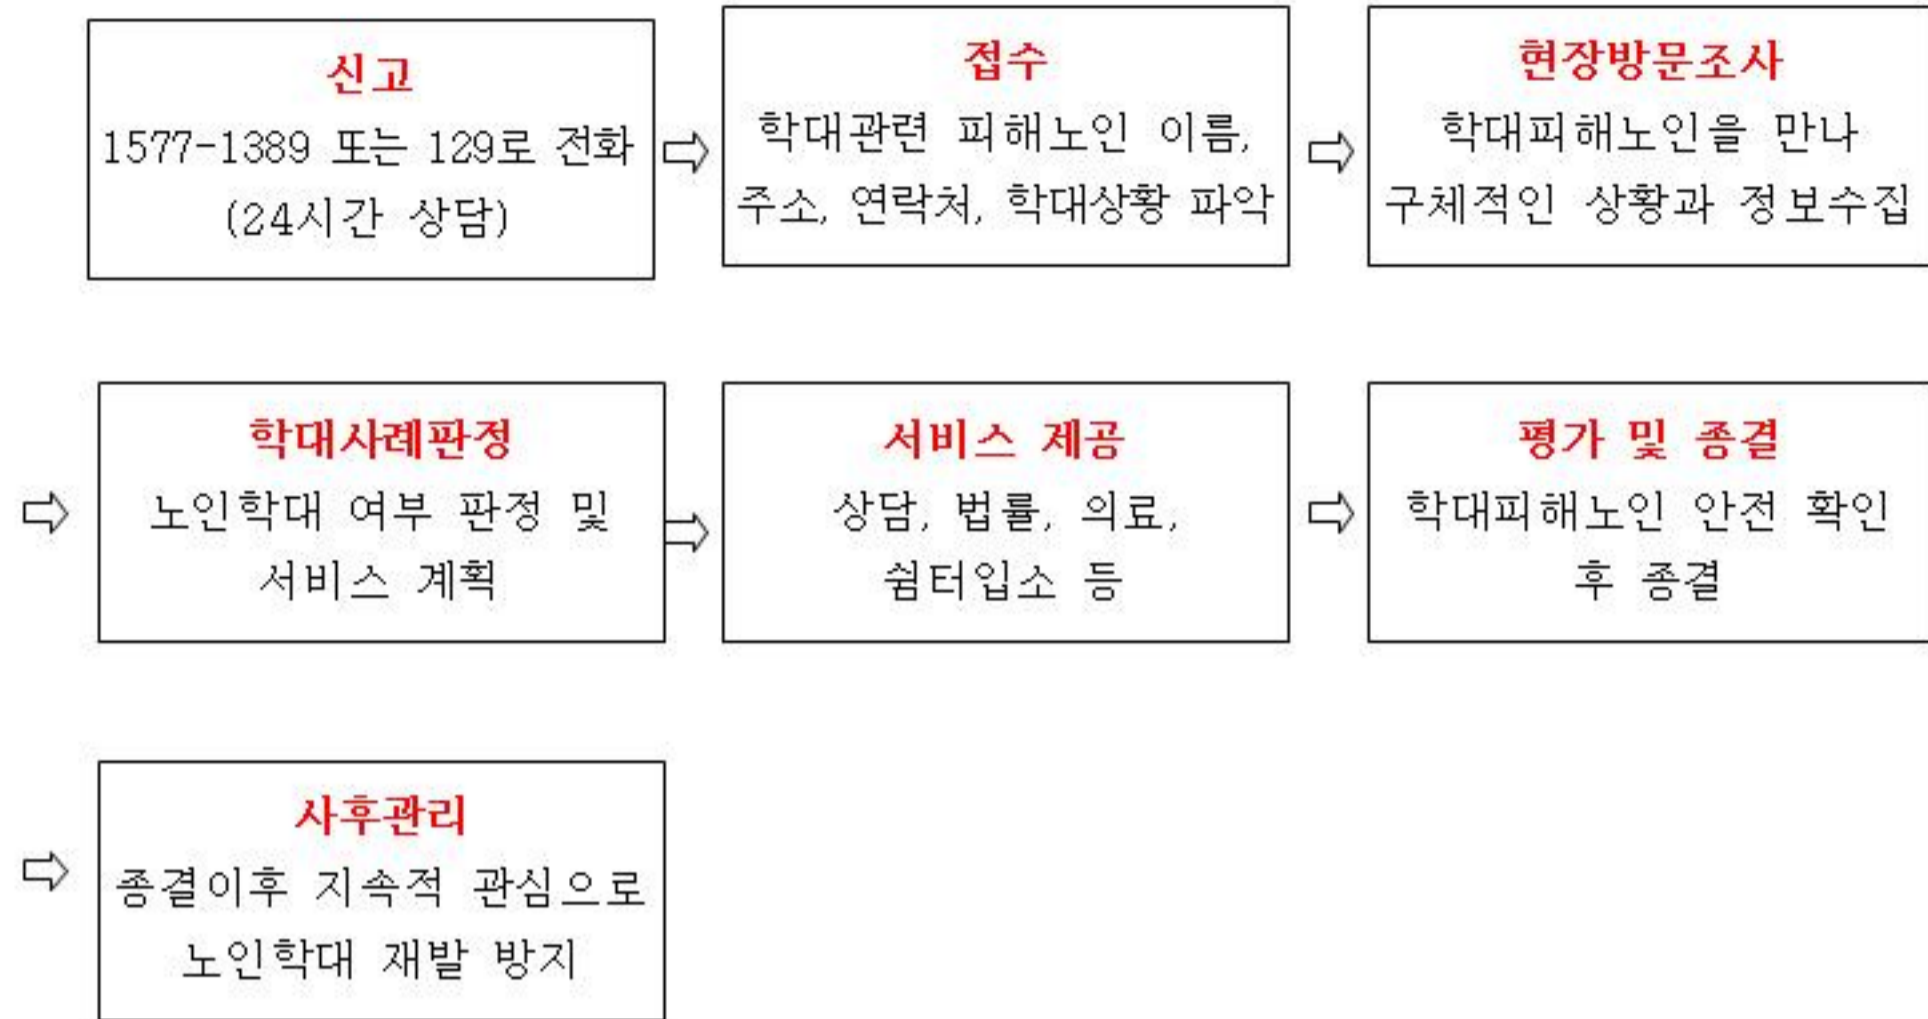 신고
1577-1389 또는 129로 전화
(24시간 상담)
접수
학대관련 피해노인 이름,
주소, 연락처, 학대상황 파악
현장방문조사
학대피해노인을 만나
구체적인 상황과 정보수집
학대사례판정
노인학대 여부 판정 및
서비스 계획
서비스 제공
상담, 법률, 의료,
쉼터입소 등
평가 및 종결
학대피해노인 안전 확인
후 종결
사후관리
종결이후 지속적 관심으로
노인학대 재발 방지